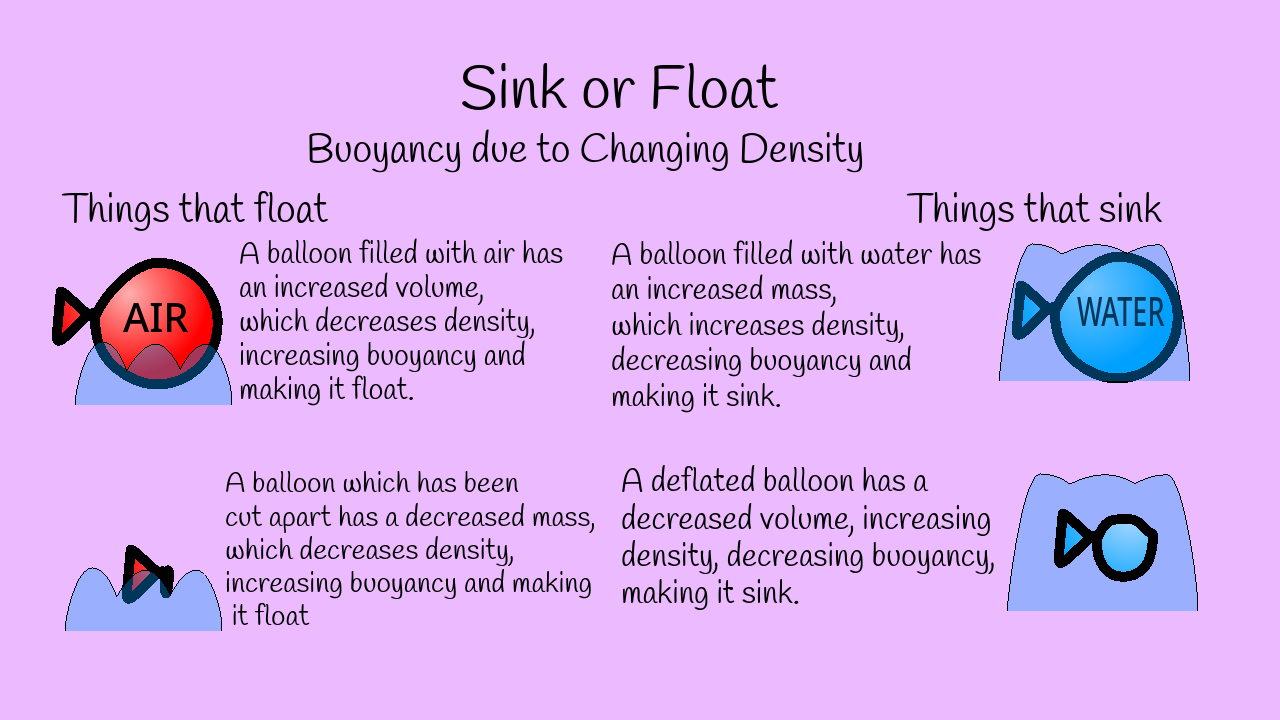 Sink or Float
Buoyancy due to Changing Density
Things that float
AIR
A balloon filled with air has
an increased volume,
which decreases density,
increasing buoyancy and
making it float.
A balloon which has been
cut apart has a decreased mass,
which decreases density,
increasing buoyancy and making
it float
Things that sink
A balloon filled with water has
an increased mass,
which increases density,
decreasing buoyancy and
making it sink.
WATER
A deflated balloon has a
decreased volume, increasing
density, decreasing buoyancy,
making it sink.